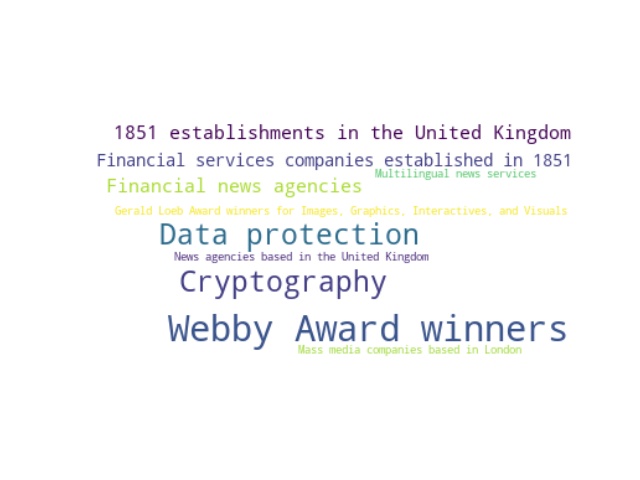 1851 establishments in the United Kingdom
Financial services companies established in 1851
Multilingual news services
Financial news agencies
Gerald Loeb Award winners for Images, Graphics, Interactives, and Visuals
Data protection
News agencies based in the United Kingdom
Cryptography
Webby Award winners
Mass media companies based in London